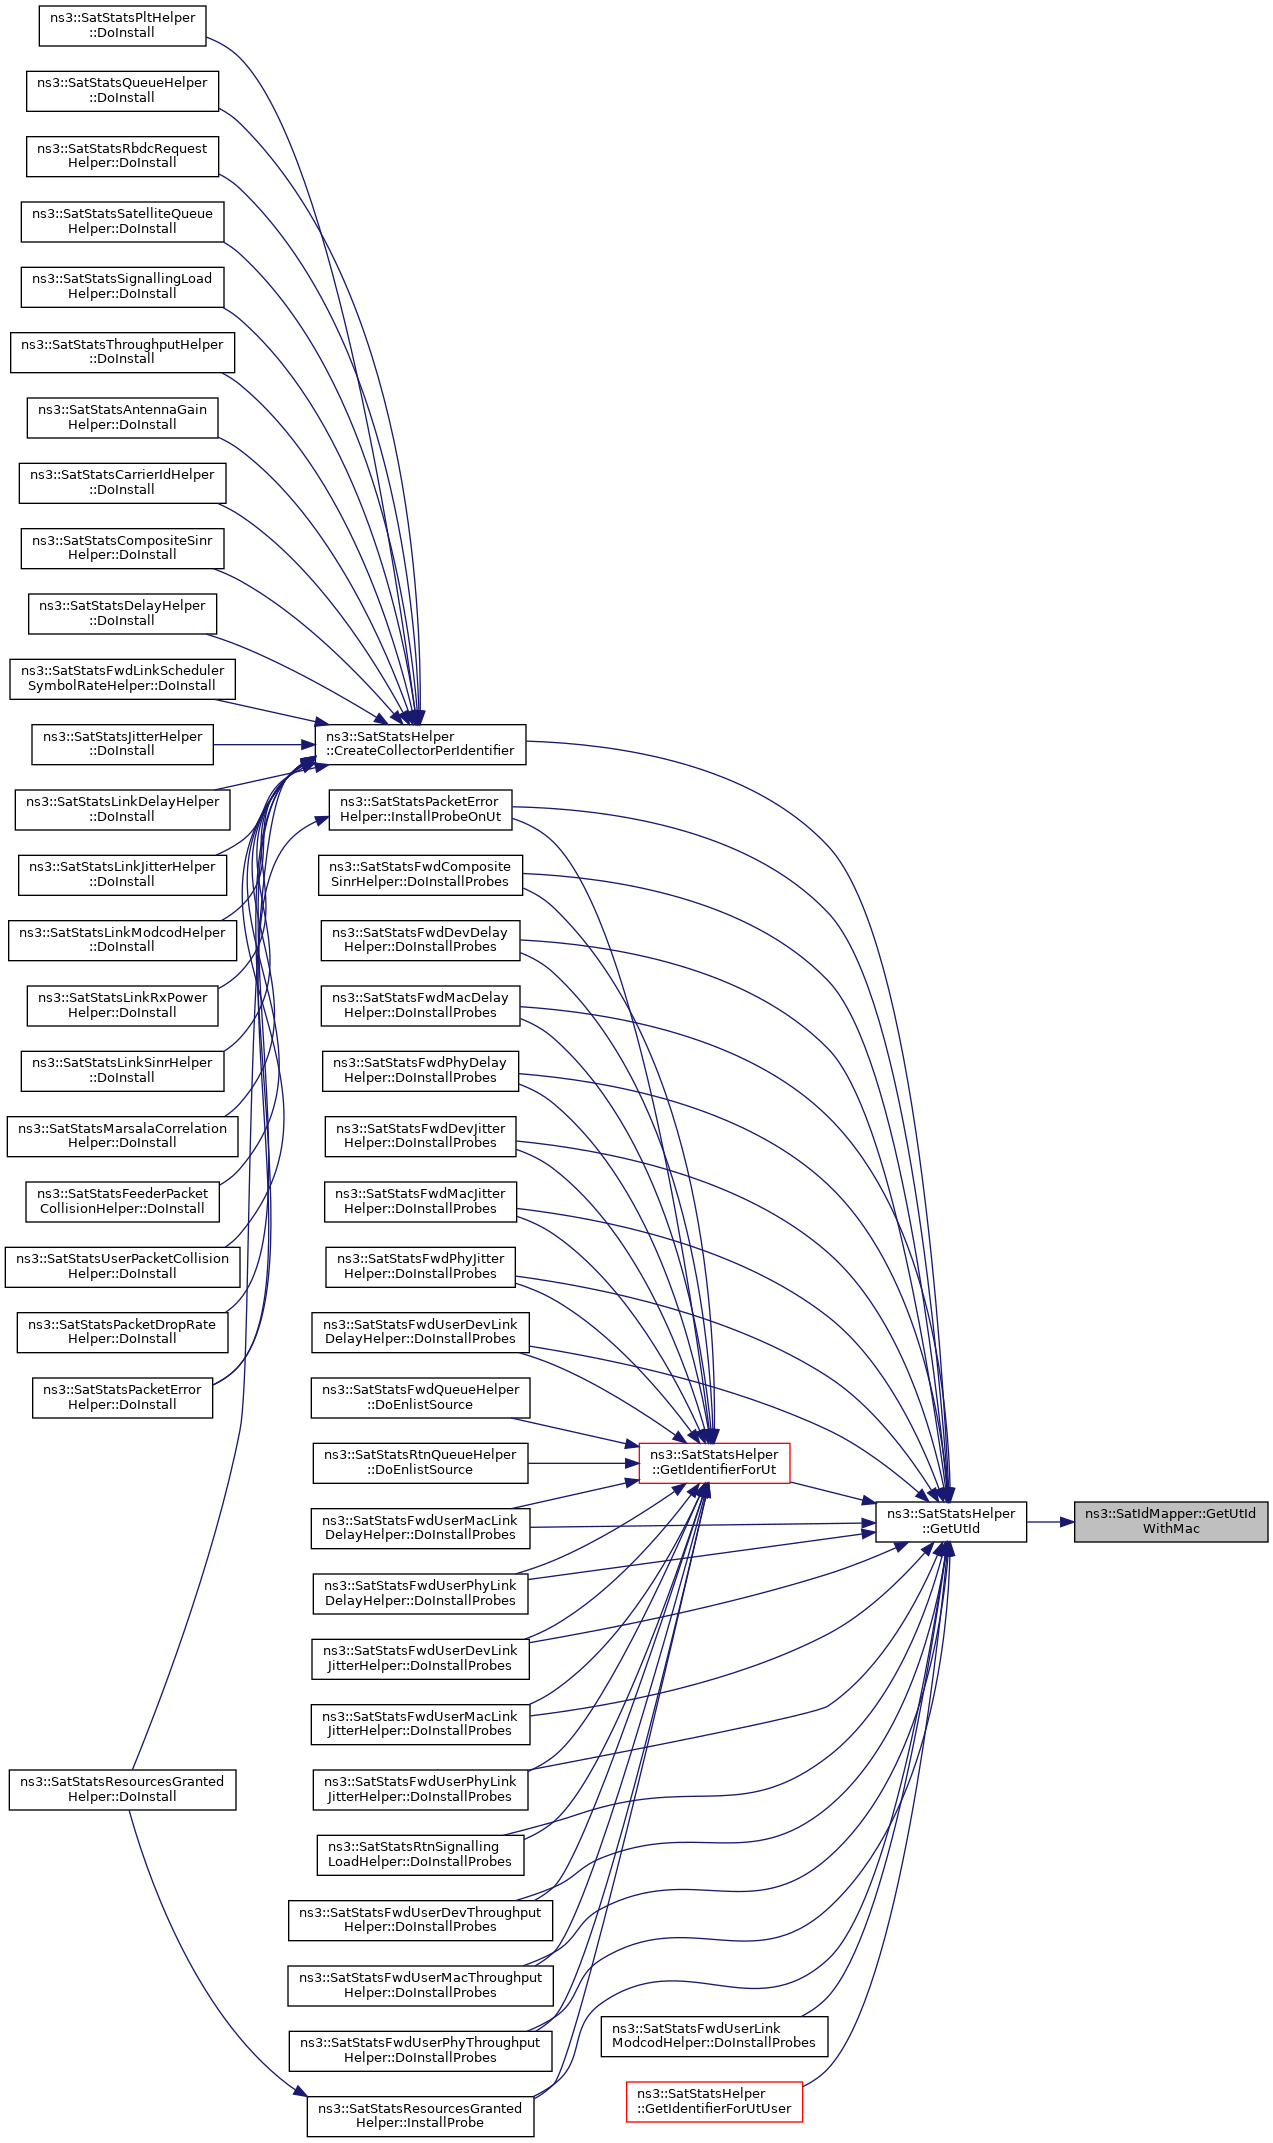 ns3::SatStatsPltHelper
::DoInstall
ns3::SatStatsQueueHelper
::DoInstall
ns3::SatStatsRbdcRequest
Helper::DoInstall
ns3::SatStatsSatelliteQueue
Helper::DoInstall
ns3::SatStatsSignallingLoad
Helper::DoInstall
ns3::SatStatsThroughputHelper
::DoInstall
ns3::SatStatsAntennaGain
Helper::DoInstall
ns3::SatStatsCarrierIdHelper
::DoInstall
ns3::SatStatsCompositeSinr
Helper::DoInstall
ns3::SatStatsDelayHelper
::DoInstall
ns3::SatStatsFwdLinkScheduler
SymbolRateHelper::DoInstall
ns3::SatStatsJitterHelper
::DoInstall
ns3::SatStatsLinkDelayHelper
::DoInstall
ns3::SatStatsLinkJitterHelper
::DoInstall
ns3::SatStatsLinkModcodHelper
::DoInstall
ns3::SatStatsLinkRxPower
Helper::DoInstall
ns3::SatStatsLinkSinrHelper
::DoInstall
ns3::SatStatsMarsalaCorrelation
Helper::DoInstall
ns3::SatStatsFeederPacket
CollisionHelper::DoInstall
ns3::SatStatsUserPacketCollision
Helper::DoInstall
ns3::SatStatsPacketDropRate
Helper::DoInstall
ns3::SatStatsPacketError
Helper::DoInstall
ns3::SatStatsResourcesGranted
Helper::DoInstall
ns3::SatStatsHelper
::CreateCollectorPerIdentifier
ns3::SatStatsPacketError
Helper::InstallProbeOnUt
ns3::SatStatsFwdComposite
SinrHelper::DoInstallProbes
ns3::SatStatsFwdDevDelay
Helper::DoInstallProbes
ns3::SatStatsFwdMacDelay
Helper::DoInstallProbes
ns3::SatStatsFwdPhyDelay
Helper::DoInstallProbes
ns3::SatStatsFwdDevJitter
Helper::DoInstallProbes
ns3::SatStatsFwdMacJitter
Helper::DoInstallProbes
ns3::SatStatsFwdPhyJitter
Helper::DoInstallProbes
ns3::SatStatsFwdUserDevLink
DelayHelper::DoInstallProbes
ns3::SatStatsFwdQueueHelper
::DoEnlistSource
ns3::SatStatsRtnQueueHelper
::DoEnlistSource
ns3::SatStatsFwdUserMacLink
DelayHelper::DoInstallProbes
ns3::SatStatsFwdUserPhyLink
DelayHelper::DoInstallProbes
ns3::SatStatsFwdUserDevLink
JitterHelper::DoInstallProbes
ns3::SatStatsFwdUserMacLink
JitterHelper::DoInstallProbes
ns3::SatStatsFwdUserPhyLink
JitterHelper::DoInstallProbes
ns3::SatStatsRtnSignalling
LoadHelper::DoInstallProbes
ns3::SatStatsFwdUserDevThroughput
Helper::DoInstallProbes
ns3::SatStatsFwdUserMacThroughput
Helper::DoInstallProbes
ns3::SatStatsFwdUserPhyThroughput
Helper::DoInstallProbes
ns3::SatStatsResourcesGranted
Helper::InstallProbe
ns3::SatStatsHelper
::GetIdentifierForUt
ns3::SatStatsFwdUserLink
ModcodHelper::DoInstallProbes
ns3::SatStatsHelper
::GetIdentifierForUtUser
ns3::SatStatsHelper
::GetUtId
ns3::SatIdMapper::GetUtId
WithMac